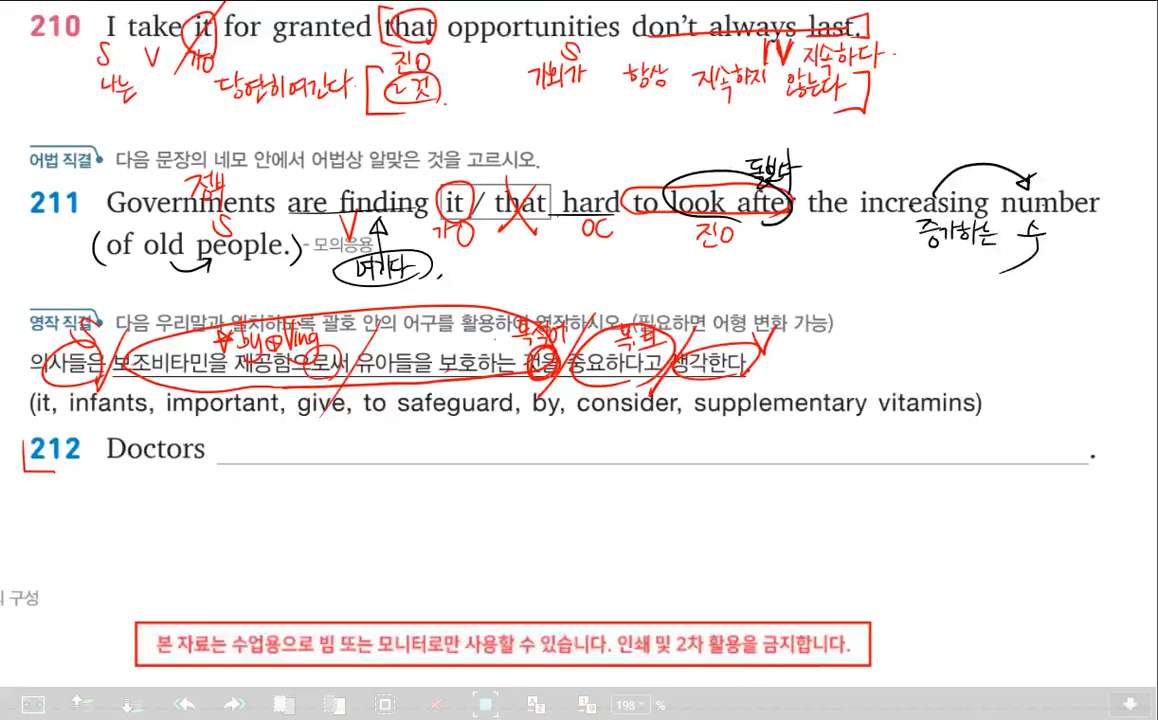 210 I take it for granted [that opportunities don't always last.]
S V 가O 진O S V 지속하다
나는 당연히 여긴다 [ 것 ] 기회가 항상 지속하지 않는다
어법 직결 다음 문장의 네모 안에서 어법상 알맞은 것을 고르시오.
정부 돌보다
211 Governments are finding it / that hard to look after the increasing number
S V 가O OC 진O 증가하는 수
(of old people.) - 모의응용
여기다
영작 직결 다음 우리말과 일치하도록 괄호 안의 어구를 활용하여 영작하시오. (필요하면 어형 변화 가능)
S by ⊕ Ving 목적어 V
의사들은 보조비타민을 제공함으로써 유아들을 보호하는 것을 중요하다고 생각한다.
(it, infants, important, give, to safeguard, by, consider, supplementary vitamins)
212 Doctors .
구성
본 자료는 수업용으로 빔 또는 모니터로만 사용할 수 있습니다. 인쇄 및 2차 활용을 금지합니다.
198 %